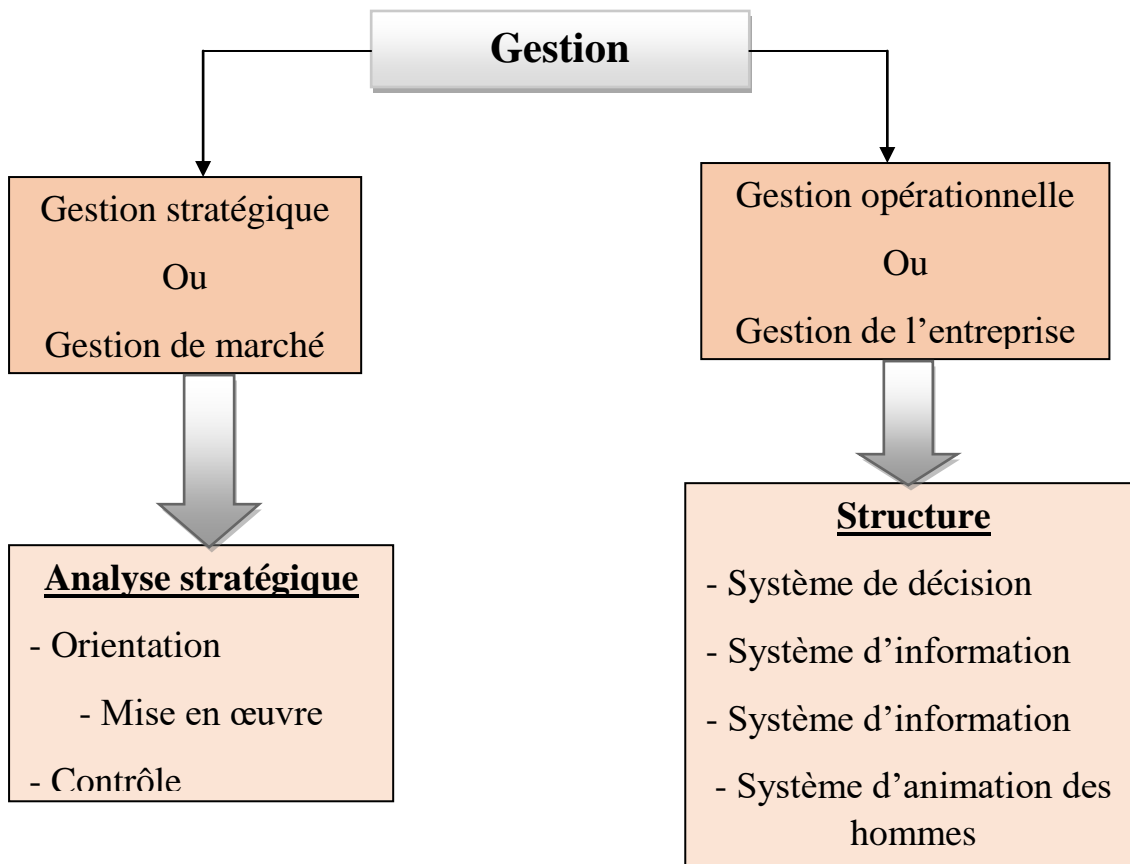 Gestion
Gestion stratégique
Ou
Gestion de marché
Gestion opérationnelle
Ou
Gestion de l’entreprise
Analyse stratégique
- Orientation
- Mise en œuvre
- Contrôle
Structure
- Système de décision
- Système d’information
- Système d’information
- Système d’animation des
hommes